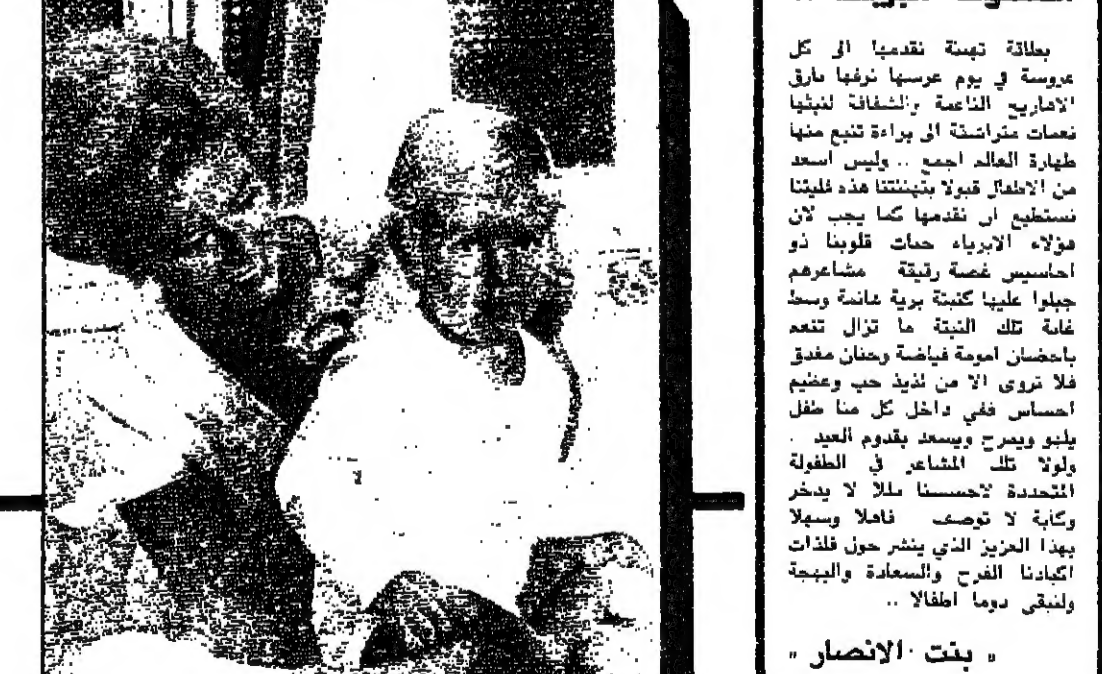 بطاقة تهنئة نقدمها الى كل
عروسة في يوم عرسها نزفها بارق
الاهازيج الناعمة والشفافة لنبثها
نغمات متراشقة الى براءة تنبع منها
طهارة العالم اجمع .. وليس اسعد
من الاطفال قبولا بتهنئتنا هذه فليتنا
نستطيع ان نقدمها كما يجب لان
هؤلاء الابرياء حبات قلوبنا ذو
احاسيس غضة رقيقة مشاعرهم
جبلوا عليها كنبتة برية وسط
غابة تلك النبتة ما تزال تنعم
باحضان امومة فياضة وحنان مغدق
فلا تروى الا من لذيذ حب وعظيم
احساس ففي داخل كل منا طفل
يلهو ويمرح ويسعد بقدوم العيد .
ولولا تلك المشاعر في الطفولة
المتجددة لاحسسنا مللا لا يدخر
وكآبة لا توصف فاهلا وسهلا
بهذا العزيز الذي ينشر حول فلذات
اكبادنا الفرح والسعادة والبهجة
ولنبقى دوما اطفالا ..
« بنت الانصار »